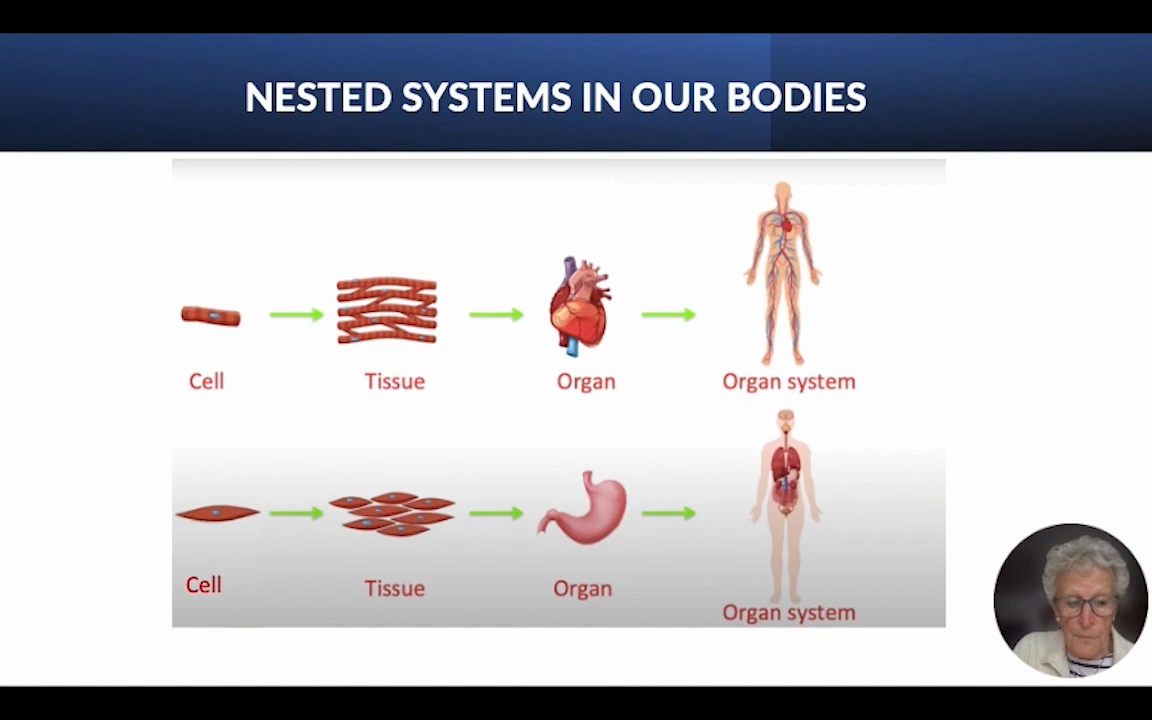 NESTED SYSTEMS IN OUR BODIES
Cell
Tissue
Organ
Organ system
Cell
Tissue
Organ
Organ system